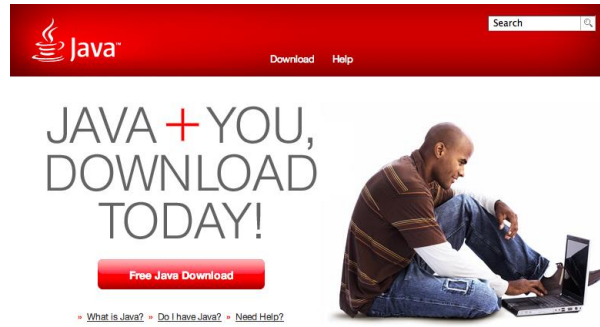 Java™
Search
Download Help
JAVA + YOU,
DOWNLOAD
TODAY!
Free Java Download
» What is Java? » Do I have Java? » Need Help?